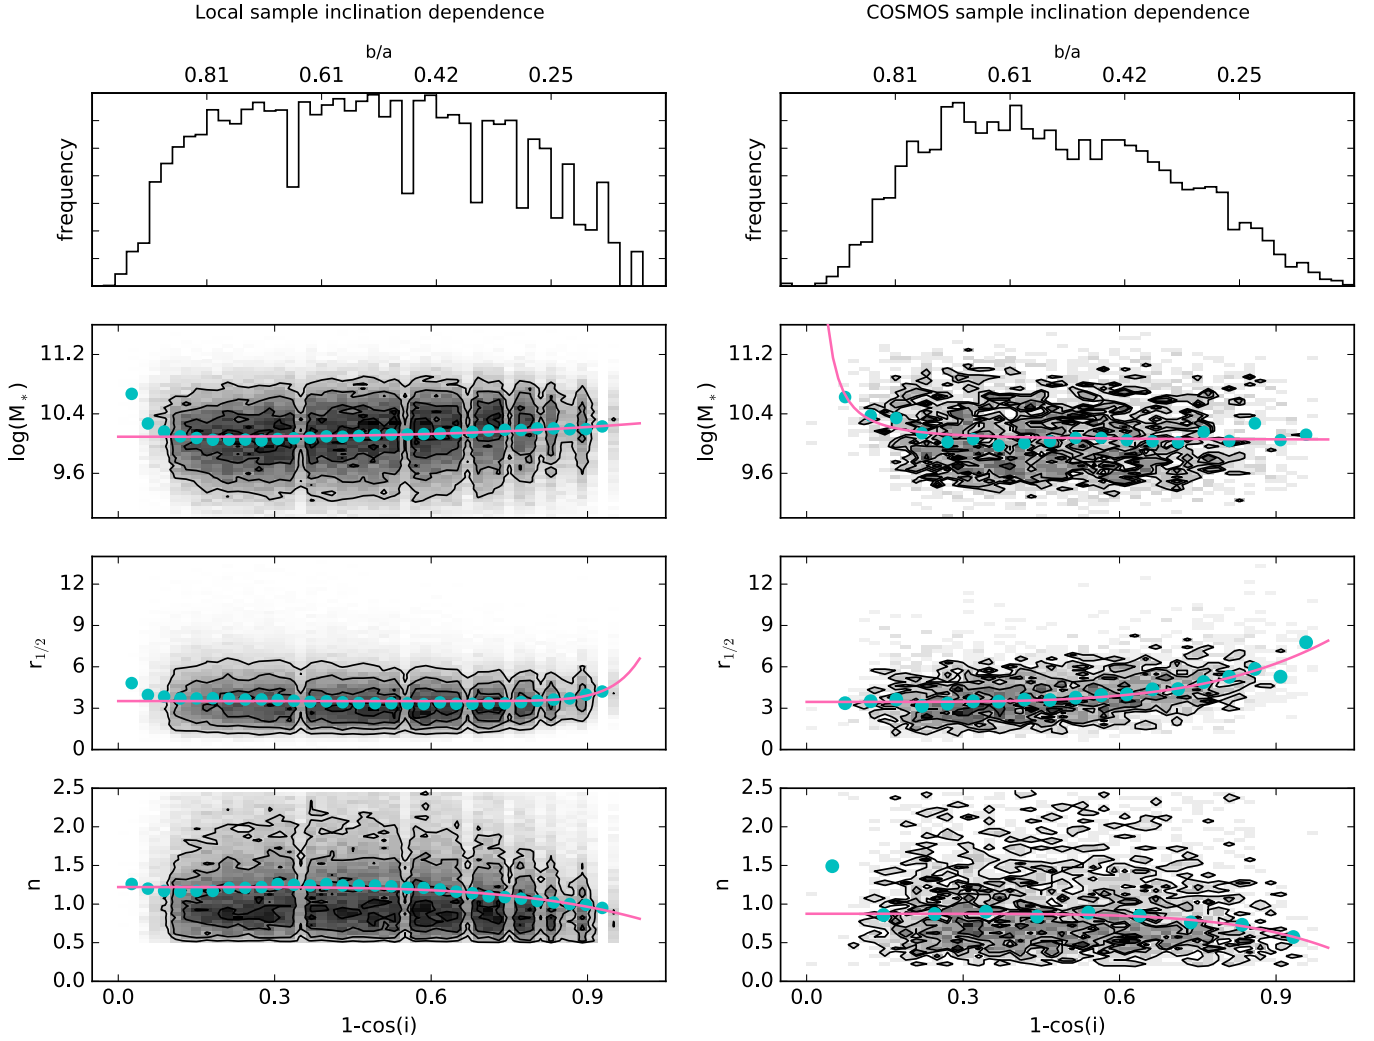 Local sample inclination dependence
COSMOS sample inclination dependence
b/a
b/a
0.81 0.61 0.42 0.25
0.81 0.61 0.42 0.25
frequency
frequency
11.2
10.4
9.6
log(M*)
11.2
10.4
9.6
log(M*)
12
9
6
3
0
r1/2
12
9
6
3
0
r1/2
2.5
2.0
1.5
1.0
0.5
0.0
n
2.5
2.0
1.5
1.0
0.5
0.0
n
0.0 0.3 0.6 0.9
0.0 0.3 0.6 0.9
1-cos(i)
1-cos(i)